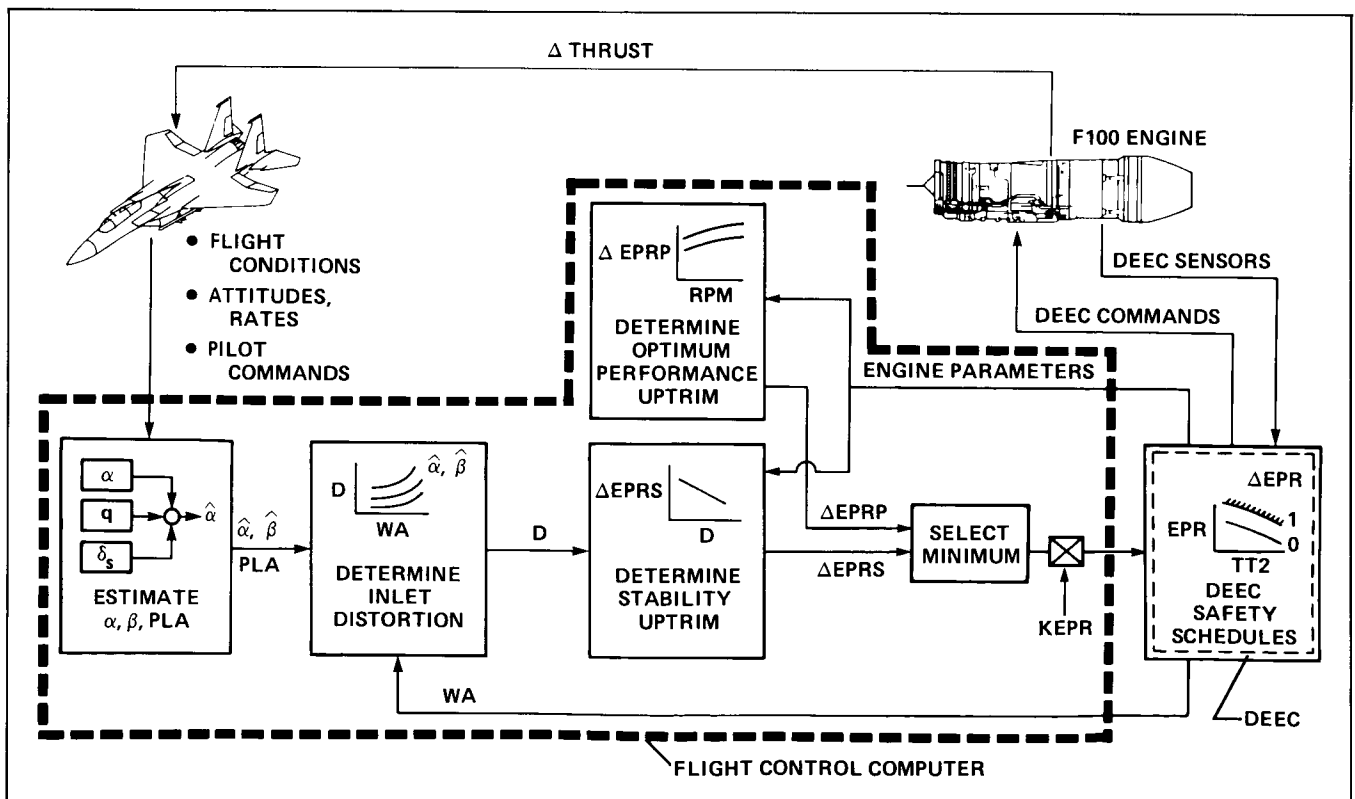 Δ THRUST
F100 ENGINE
• FLIGHT
CONDITIONS
• ATTITUDES,
RATES
• PILOT
COMMANDS
Δ EPRP
RPM
DETERMINE
OPTIMUM
PERFORMANCE
UPTRIM
DEEC SENSORS
DEEC COMMANDS
ENGINE PARAMETERS
α
q
δs
α̂
ESTIMATE
α, β, PLA
α̂, β̂
PLA
D
α̂, β̂
WA
DETERMINE
INLET
DISTORTION
D
ΔEPRS
D
DETERMINE
STABILITY
UPTRIM
ΔEPRP
ΔEPRS
SELECT
MINIMUM
KEPR
ΔEPR
EPR
1
0
TT2
DEEC
SAFETY
SCHEDULES
WA
DEEC
FLIGHT CONTROL COMPUTER